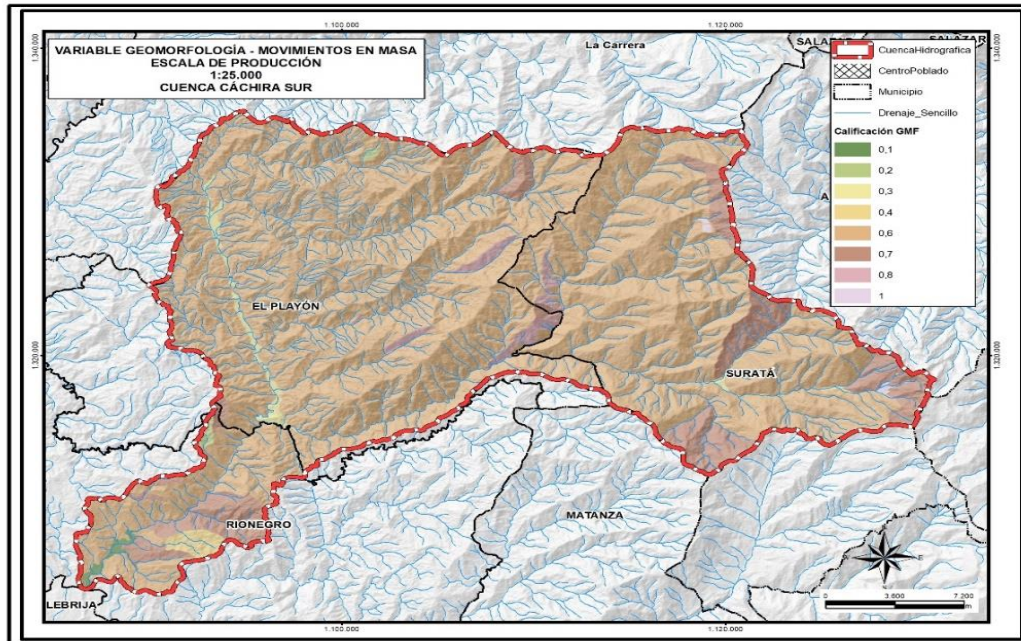 1.100.000
1.120.000
1.340.000
1.340.000
VARIABLE GEOMORFOLOGÍA - MOVIMIENTOS EN MASA
ESCALA DE PRODUCCIÓN
1:25.000
CUENCA CÁCHIRA SUR
La Carrera
SALAZAR
CuencaHidrografica
CentroPoblado
Municipio
Drenaje_Sencillo
Calificación GMF
0,1
0,2
0,3
0,4
0,6
0,7
0,8
1
A
EL PLAYÓN
1.320.000
1.320.000
SURATÁ
RIONEGRO
MATANZA
LEBRIJA
E
0
3.600
7.200
m
1.100.000
1.120.000